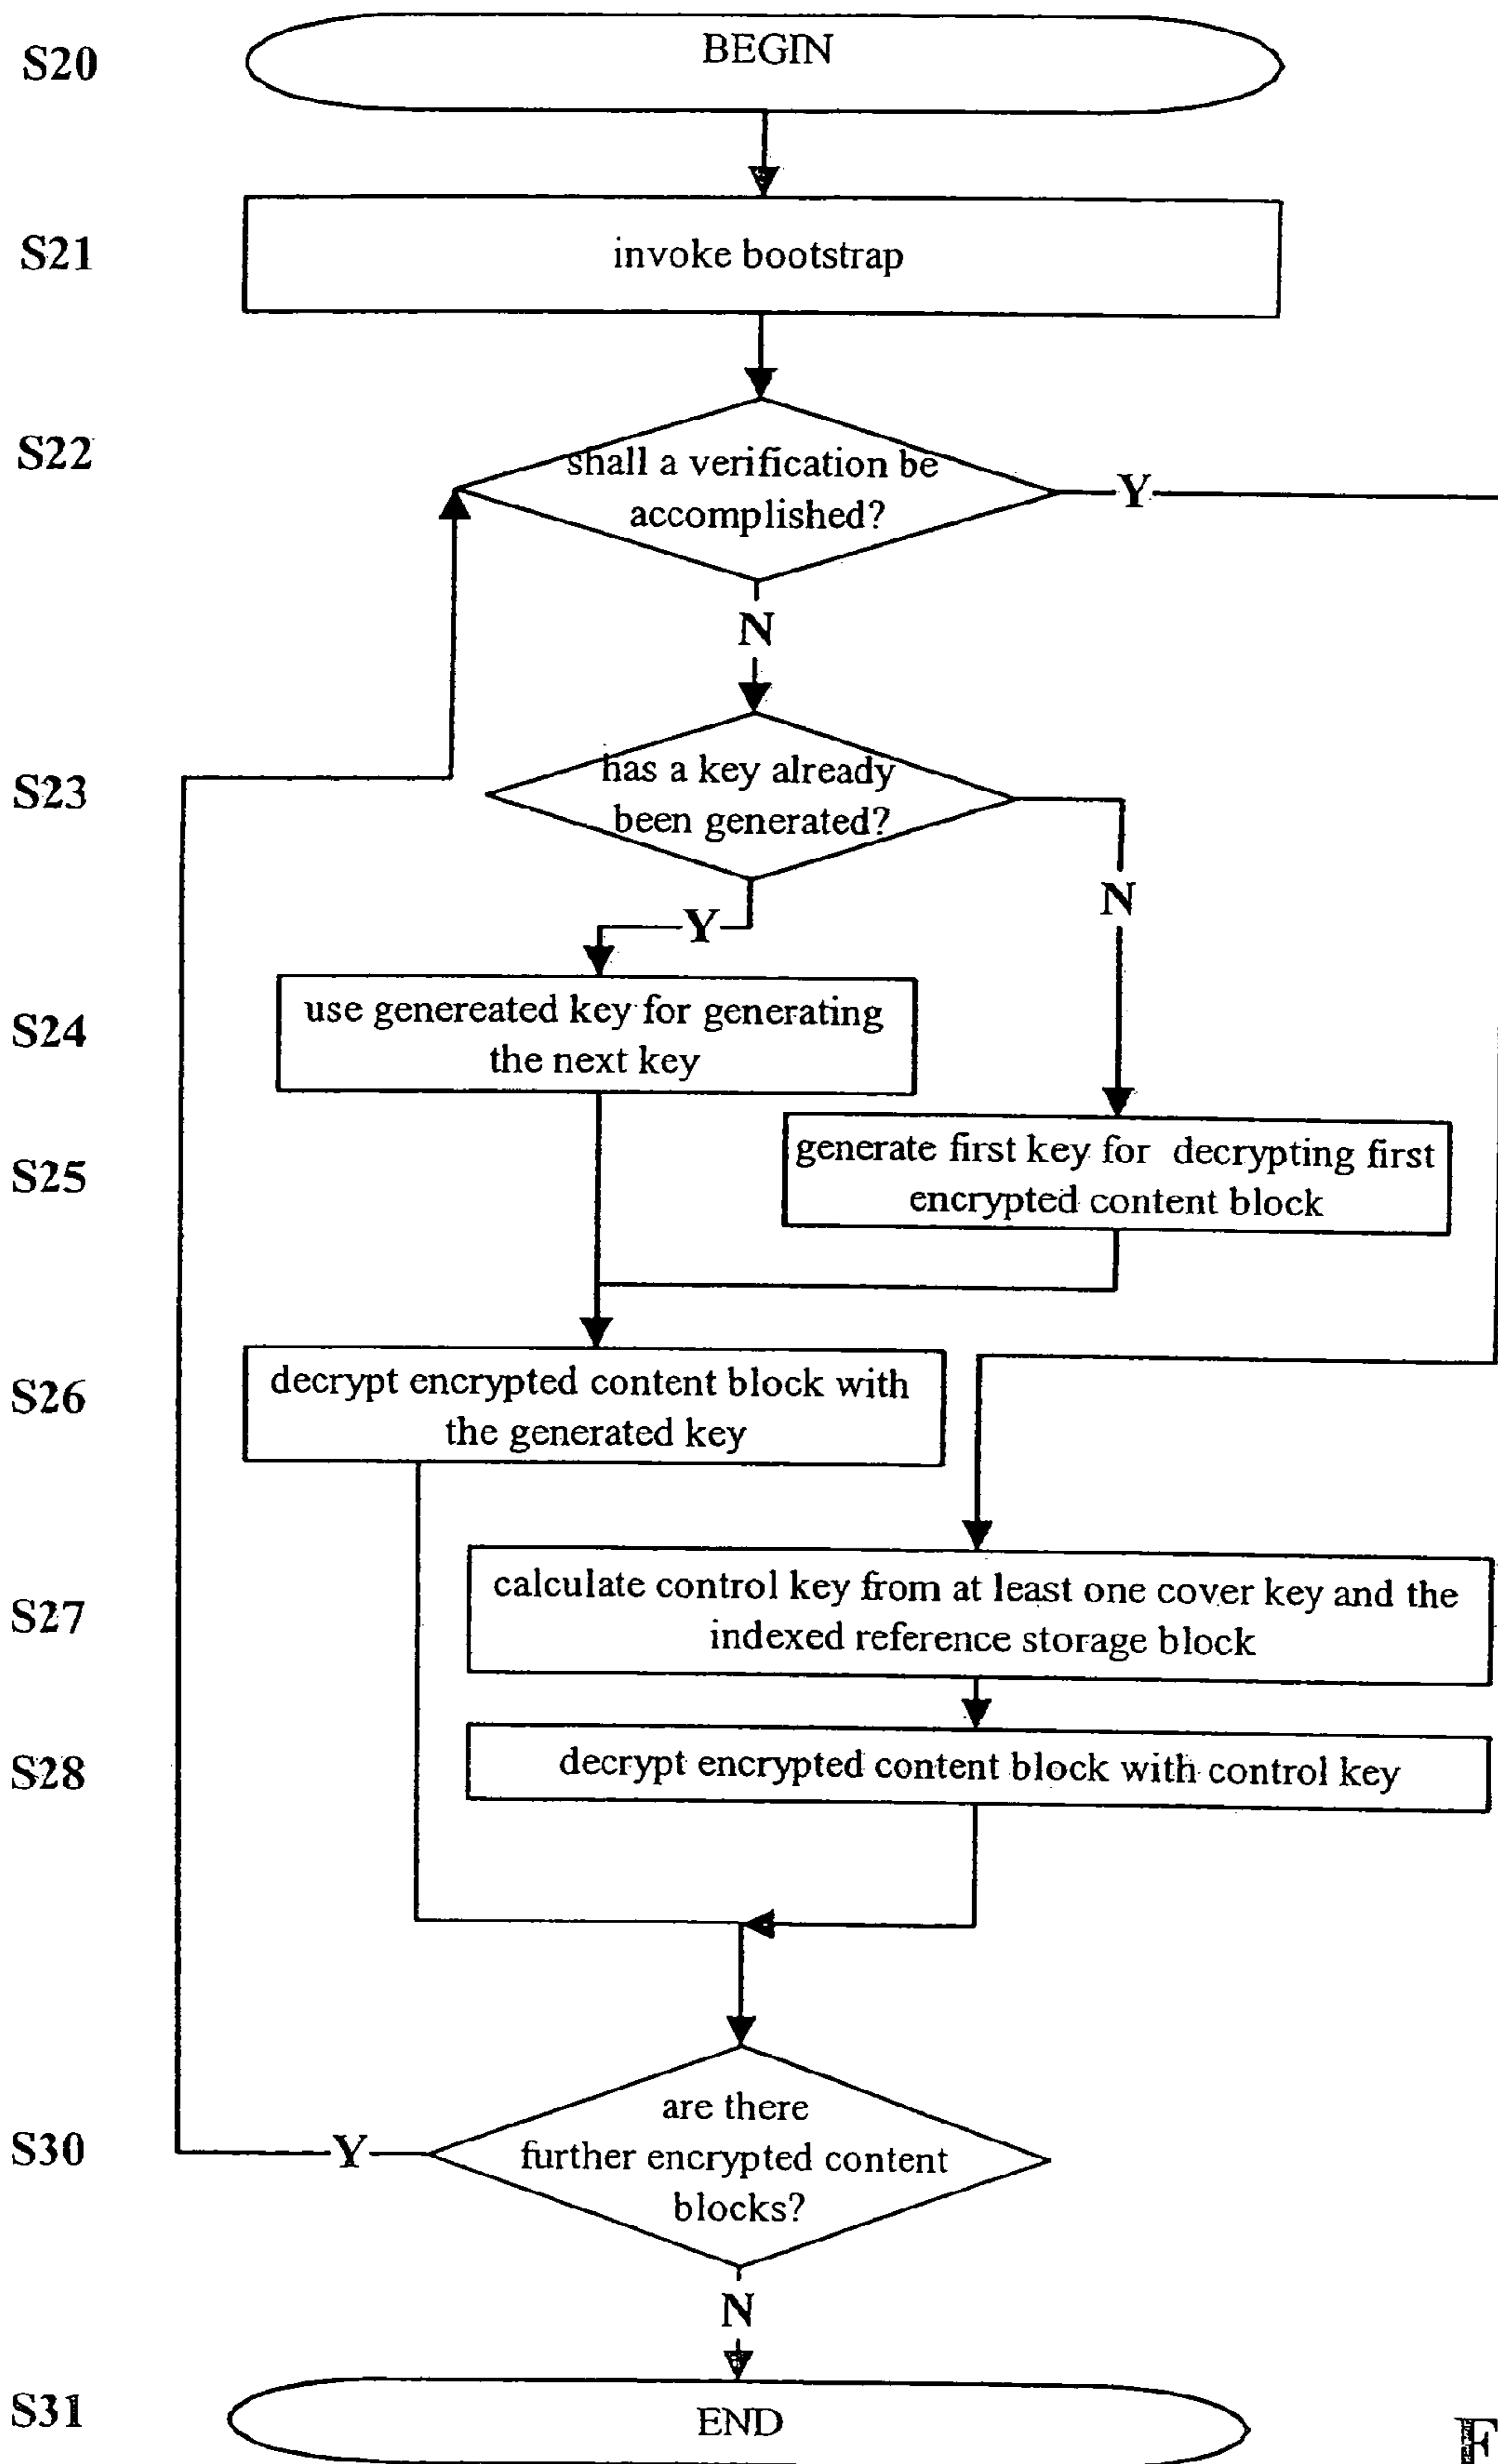 S20
BEGIN
S21
invoke bootstrap
S22
shall a verification be
accomplished?
Y
N
S23
has a key already
been generated?
N
Y
S24
use genereated key for generating
the next key
S25
generate first key for decrypting first
encrypted content block
S26
decrypt encrypted content block with
the generated key
S27
calculate control key from at least one cover key and the
indexed reference storage block
S28
decrypt encrypted content block with control key
S30
are there
further encrypted content
blocks?
Y
N
S31
END
F